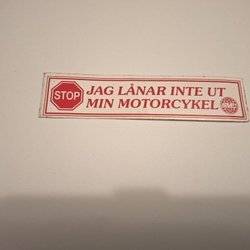 STOP
JAG LÅNAR INTE UT
MIN MOTORCYKEL